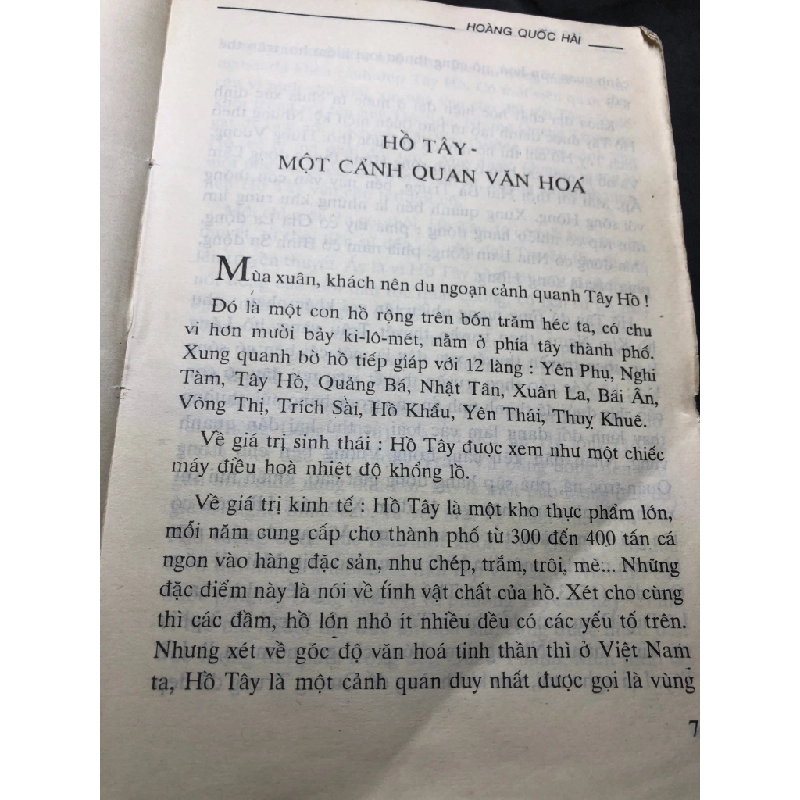 HOÀNG QUỐC HẢI
HỒ TÂY -
MỘT CẢNH QUAN VĂN HOÁ
Mùa xuân, khách nên du ngoạn cảnh quanh Tây Hồ !
Đó là một con hồ rộng trên bốn trăm héc ta, có chu
vi hơn mười bảy ki-lô-mét, nằm ở phía tây thành phố.
Xung quanh bờ hồ tiếp giáp với 12 làng : Yên Phụ, Nghi
Tàm, Tây Hồ, Quảng Bá, Nhật Tân, Xuân La, Bái Ân,
Võng Thị, Trích Sài, Hồ Khẩu, Yên Thái, Thuỵ Khuê.
Về giá trị sinh thái : Hồ Tây được xem như một chiếc
máy điều hoà nhiệt độ khổng lồ.
Về giá trị kinh tế : Hồ Tây là một kho thực phẩm lớn,
mỗi năm cung cấp cho thành phố từ 300 đến 400 tấn cá
ngon vào hàng đặc sản, như chép, trắm, trôi, mè... Những
đặc điểm này là nói về tính vật chất của hồ. Xét cho cùng
thì các đầm, hồ lớn nhỏ ít nhiều đều có các yếu tố trên.
Nhưng xét về góc độ văn hoá tinh thần thì ở Việt Nam
ta, Hồ Tây là một cảnh quan duy nhất được gọi là vùng
7